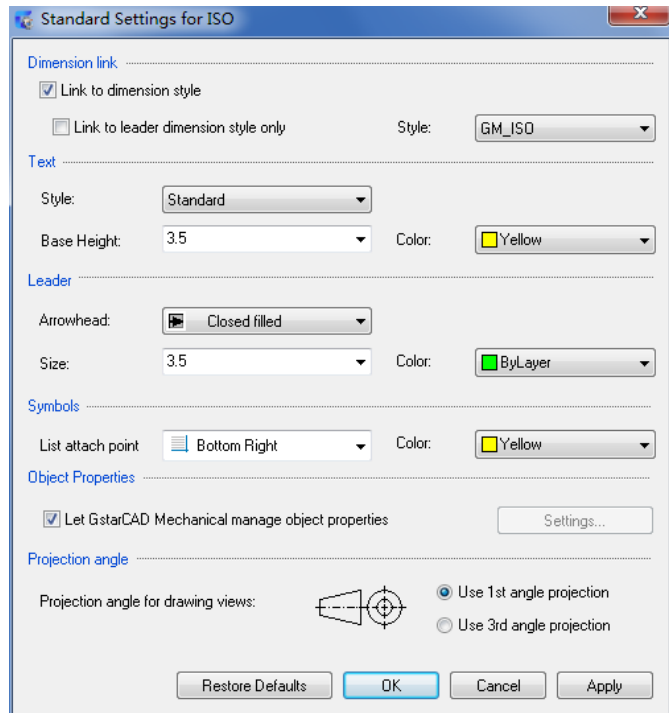 Standard Settings for ISO
Dimension link
Link to dimension style
Link to leader dimension style only Style: GM_ISO
Text
Style: Standard
Base Height: 3.5 Color: Yellow
Leader
Arrowhead: Closed filled
Size: 3.5 Color: ByLayer
Symbols
List attach point Bottom Right Color: Yellow
Object Properties
Let GstarCAD Mechanical manage object properties Settings...
Projection angle
Use 1st angle projection
Projection angle for drawing views:
Use 3rd angle projection
Restore Defaults OK Cancel Apply